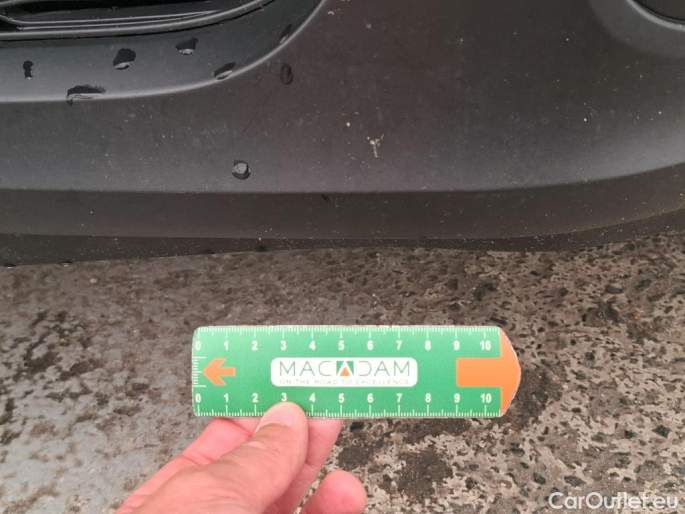 0 1 2 3 4 5 6 7 8 9 10
MACADAM
ON THE ROAD TO EXCELLENCE
0 1 2 3 4 5 6 7 8 9 10
CarOutlet.eu